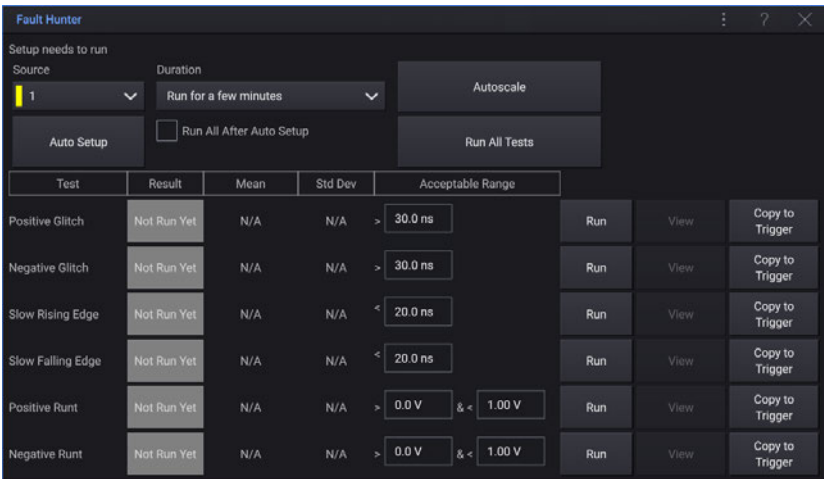 Fault Hunter
Setup needs to run
Source Duration
1 Run for a few minutes Autoscale
Auto Setup Run All After Auto Setup Run All Tests
Test Result Mean Std Dev Acceptable Range
Positive Glitch Not Run Yet N/A N/A > 30.0 ns Run View Copy to Trigger
Negative Glitch Not Run Yet N/A N/A > 30.0 ns Run View Copy to Trigger
Slow Rising Edge Not Run Yet N/A N/A < 20.0 ns Run View Copy to Trigger
Slow Falling Edge Not Run Yet N/A N/A < 20.0 ns Run View Copy to Trigger
Positive Runt Not Run Yet N/A N/A > 0.0 V & < 1.00 V Run View Copy to Trigger
Negative Runt Not Run Yet N/A N/A > 0.0 V & < 1.00 V Run View Copy to Trigger